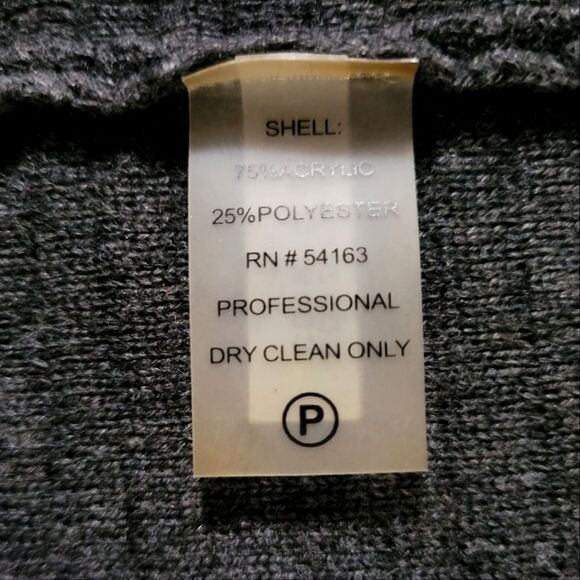 SHELL:
75%ACRYLIC
25%POLYESTER
RN # 54163
PROFESSIONAL
DRY CLEAN ONLY
P